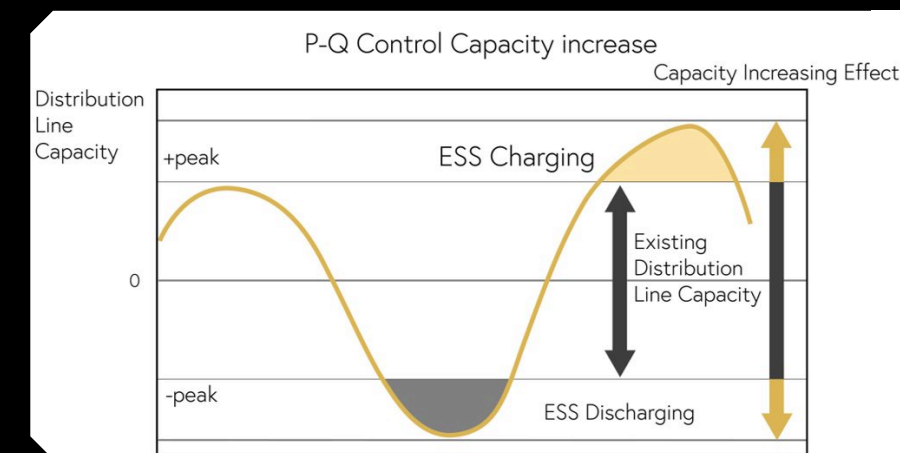 P-Q Control Capacity increase
Capacity Increasing Effect
Distribution
Line
Capacity
+peak
ESS Charging
Existing
Distribution
Line Capacity
0
-peak
ESS Discharging